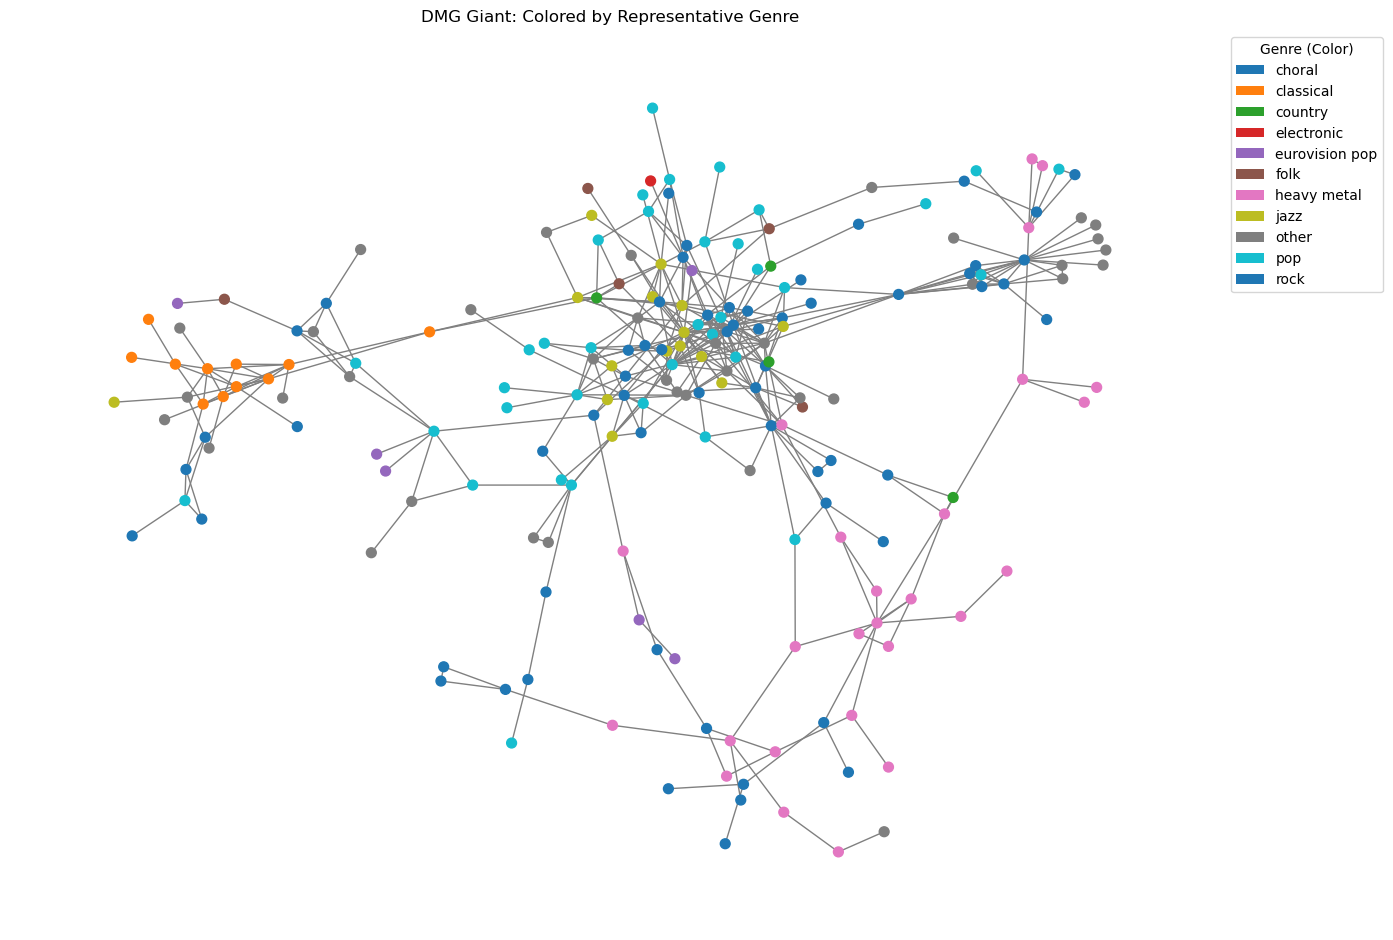 DMG Giant: Colored by Representative Genre
Genre (Color)
choral
classical
country
electronic
eurovision pop
folk
heavy metal
jazz
other
pop
rock